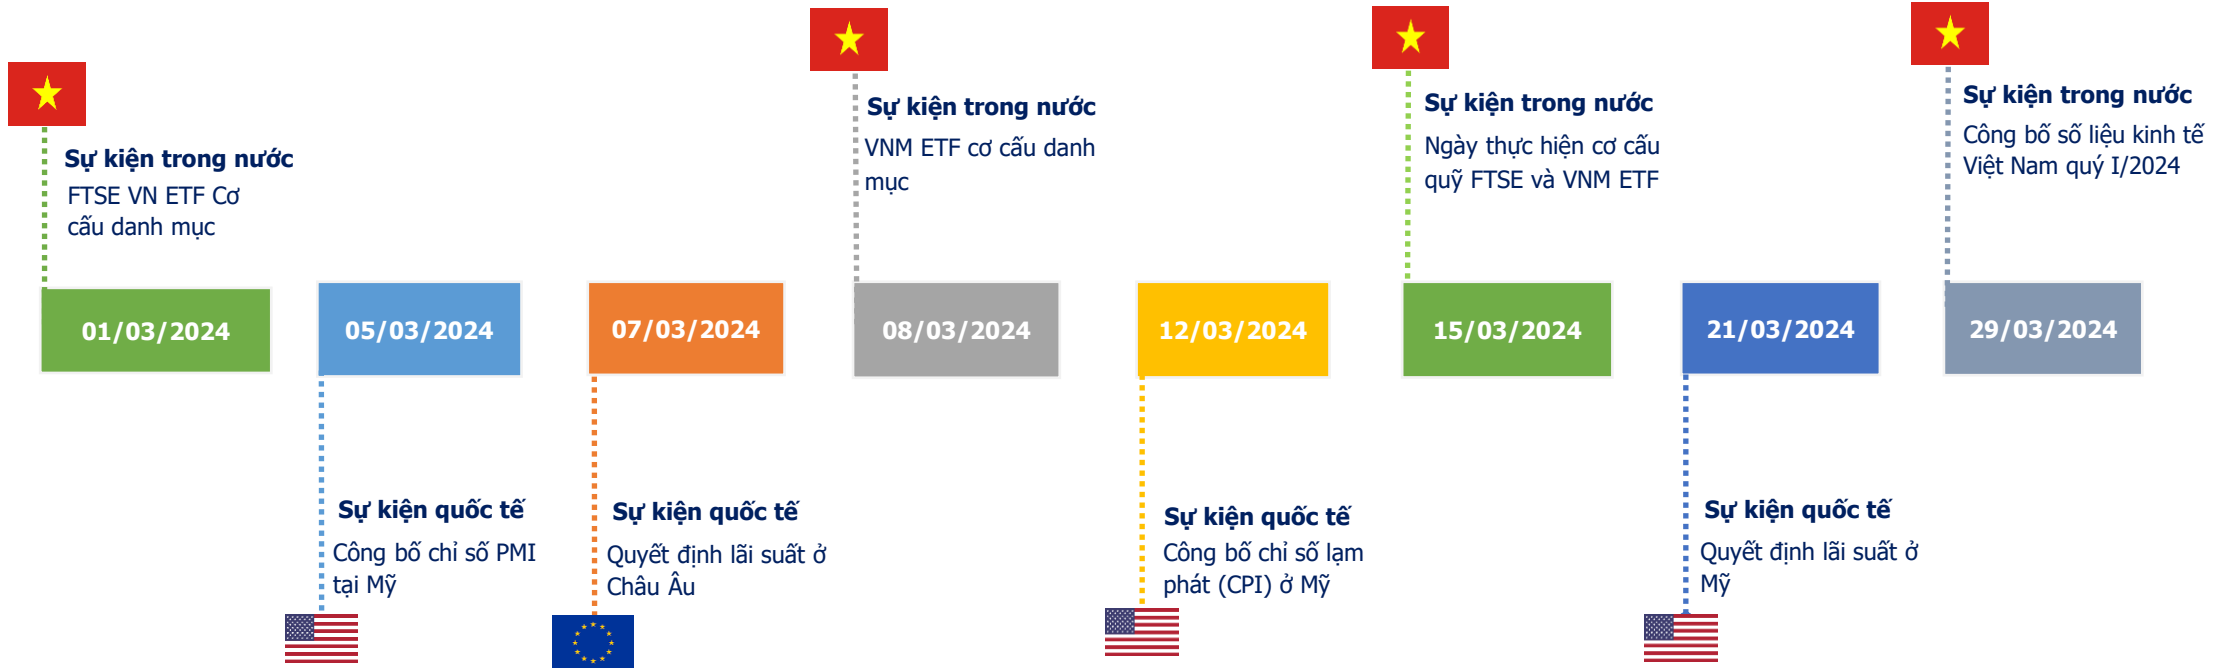 Sự kiện trong nước
FTSE VN ETF Cơ
cấu danh mục
01/03/2024
05/03/2024
Sự kiện quốc tế
Công bố chỉ số PMI
tại Mỹ
07/03/2024
Sự kiện quốc tế
Quyết định lãi suất ở
Châu Âu
Sự kiện trong nước
VNM ETF cơ cấu danh
mục
08/03/2024
12/03/2024
Sự kiện quốc tế
Công bố chỉ số lạm
phát (CPI) ở Mỹ
Sự kiện trong nước
Ngày thực hiện cơ cấu
quỹ FTSE và VNM ETF
15/03/2024
21/03/2024
Sự kiện quốc tế
Quyết định lãi suất ở
Mỹ
Sự kiện trong nước
Công bố số liệu kinh tế
Việt Nam quý I/2024
29/03/2024